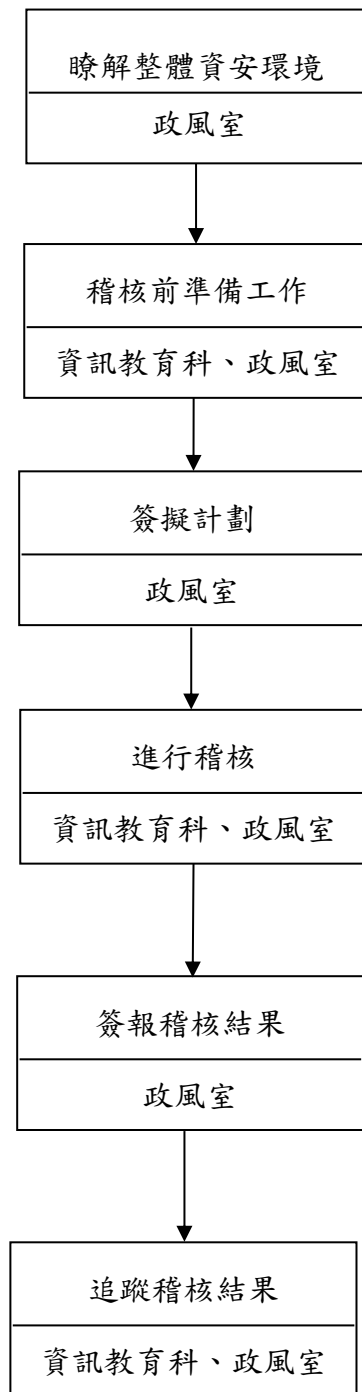 瞭解整體資安環境
政風室
稽核前準備工作
資訊教育科、政風室
簽擬計劃
政風室
進行稽核
資訊教育科、政風室
簽報稽核結果
政風室
追蹤稽核結果
資訊教育科、政風室